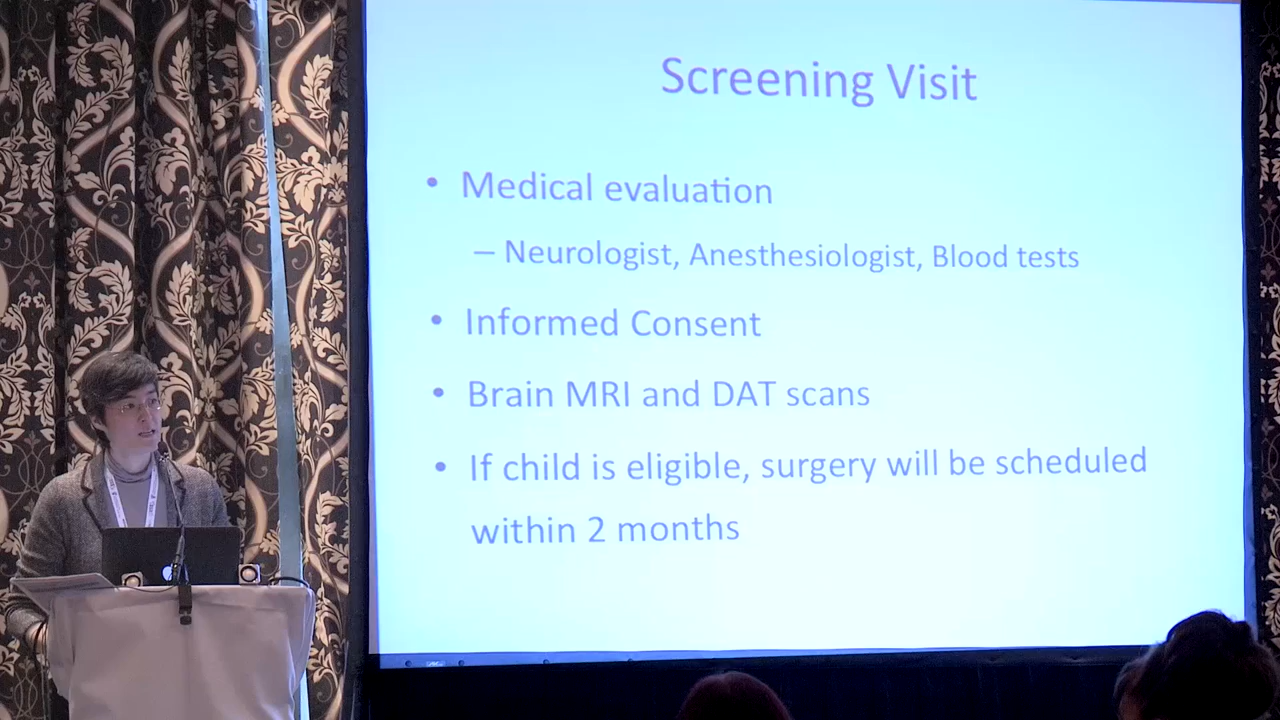 Screening Visit
• Medical evaluation
– Neurologist, Anesthesiologist, Blood tests
• Informed Consent
• Brain MRI and DAT scans
• If child is eligible, surgery will be scheduled
within 2 months